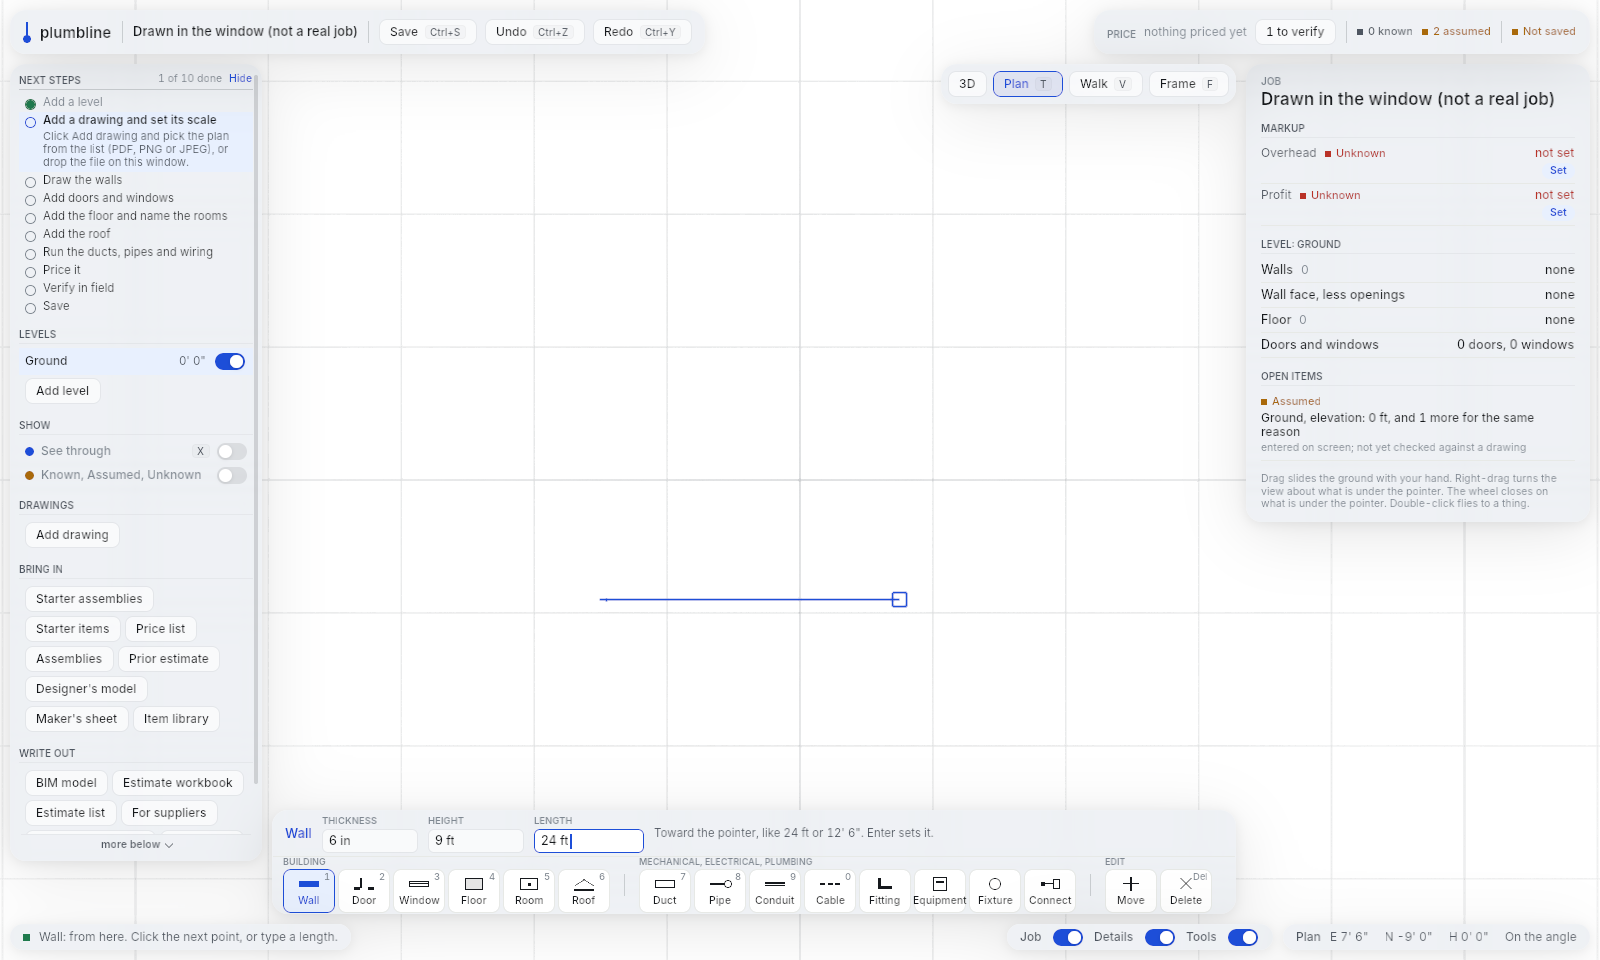 plumbline
Drawn in the window (not a real job)
Save Ctrl+S
Undo Ctrl+Z
Redo Ctrl+Y
PRICE nothing priced yet 1 to verify 0 known 2 assumed Not saved
3D
Plan T
Walk V
Frame F
NEXT STEPS 1 of 10 done Hide
Add a level
Add a drawing and set its scale
Click Add drawing and pick the plan
from the list (PDF, PNG or JPEG), or
drop the file on this window.
Draw the walls
Add doors and windows
Add the floor and name the rooms
Add the roof
Run the ducts, pipes and wiring
Price it
Verify in field
Save
LEVELS
Ground 0' 0"
Add level
SHOW
See through X
Known, Assumed, Unknown
DRAWINGS
Add drawing
BRING IN
Starter assemblies
Starter items Price list
Assemblies Prior estimate
Designer's model
Maker's sheet Item library
WRITE OUT
BIM model Estimate workbook
Estimate list For suppliers
more below
JOB
Drawn in the window (not a real job)
MARKUP
Overhead Unknown not set
Set
Profit Unknown not set
Set
LEVEL: GROUND
Walls 0 none
Wall face, less openings none
Floor 0 none
Doors and windows 0 doors, 0 windows
OPEN ITEMS
Assumed
Ground, elevation: 0 ft, and 1 more for the same
reason
entered on screen; not yet checked against a drawing
Drag slides the ground with your hand. Right-drag turns the
view about what is under the pointer. The wheel closes on
what is under the pointer. Double-click flies to a thing.
THICKNESS HEIGHT LENGTH
Wall 6 in 9 ft 24 ft Toward the pointer, like 24 ft or 12' 6". Enter sets it.
BUILDING MECHANICAL, ELECTRICAL, PLUMBING EDIT
1 2 3 4 5 6 7 8 9 0 Del
Wall Door Window Floor Room Roof Duct Pipe Conduit Cable Fitting Equipment Fixture Connect Move Delete
Wall: from here. Click the next point, or type a length.
Job Details Tools
Plan E 7' 6" N -9' 0" H 0' 0" On the angle